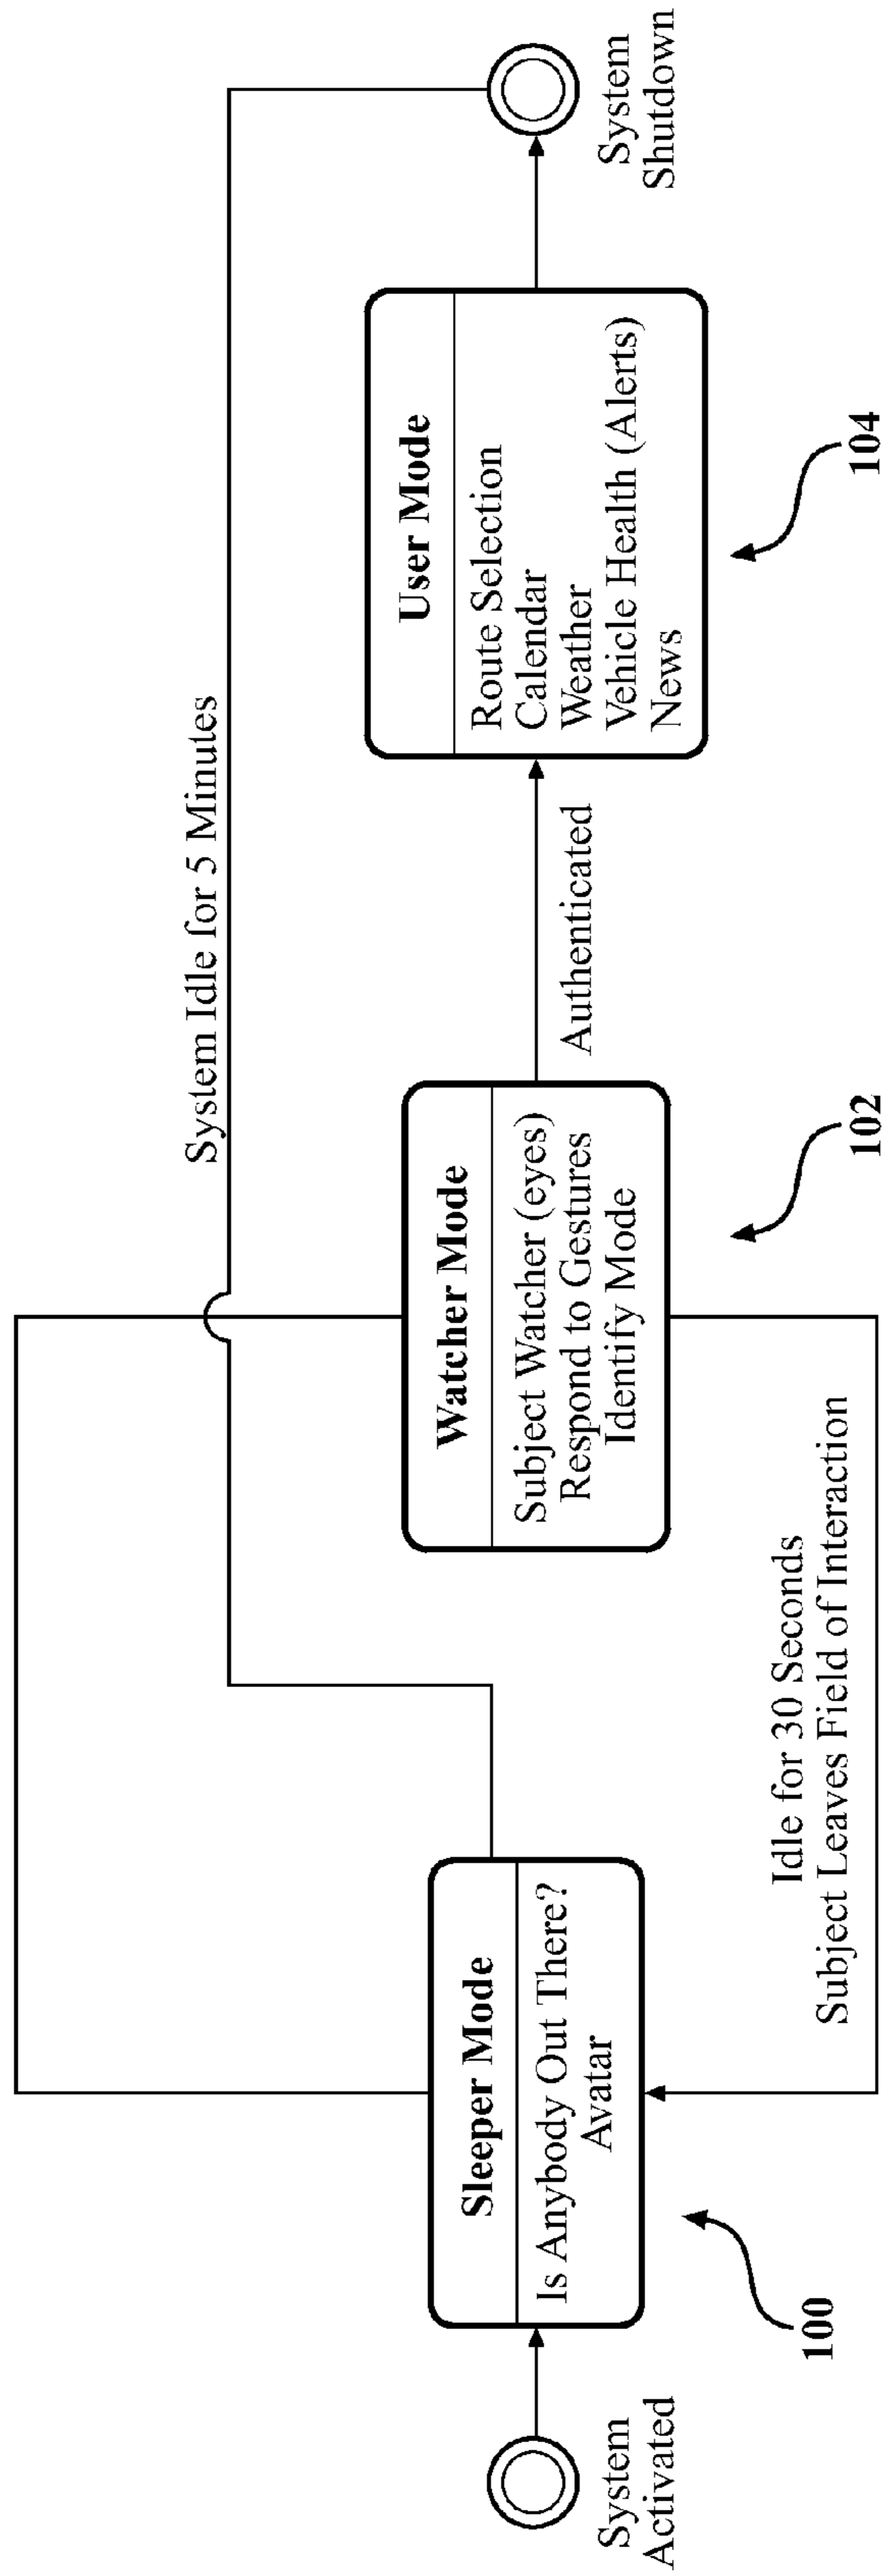 System Idle for 5 Minutes
System
Activated
Sleeper Mode
Is Anybody Out There?
Avatar
100
Idle for 30 Seconds
Subject Leaves Field of Interaction
Watcher Mode
Subject Watcher (eyes)
Respond to Gestures
Identify Mode
102
Authenticated
User Mode
Route Selection
Calendar
Weather
Vehicle Health (Alerts)
News
104
System
Shutdown